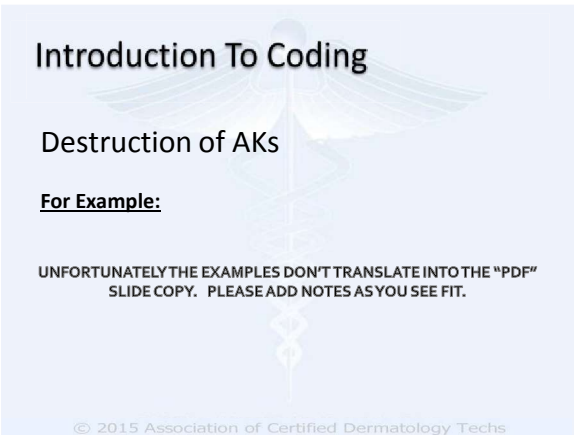 Introduction To Coding
Destruction of AKs
For Example:
UNFORTUNATELY THE EXAMPLES DON'T TRANSLATE INTO THE “PDF”
SLIDE COPY. PLEASE ADD NOTES AS YOU SEE FIT.
© 2015 Association of Certified Dermatology Techs